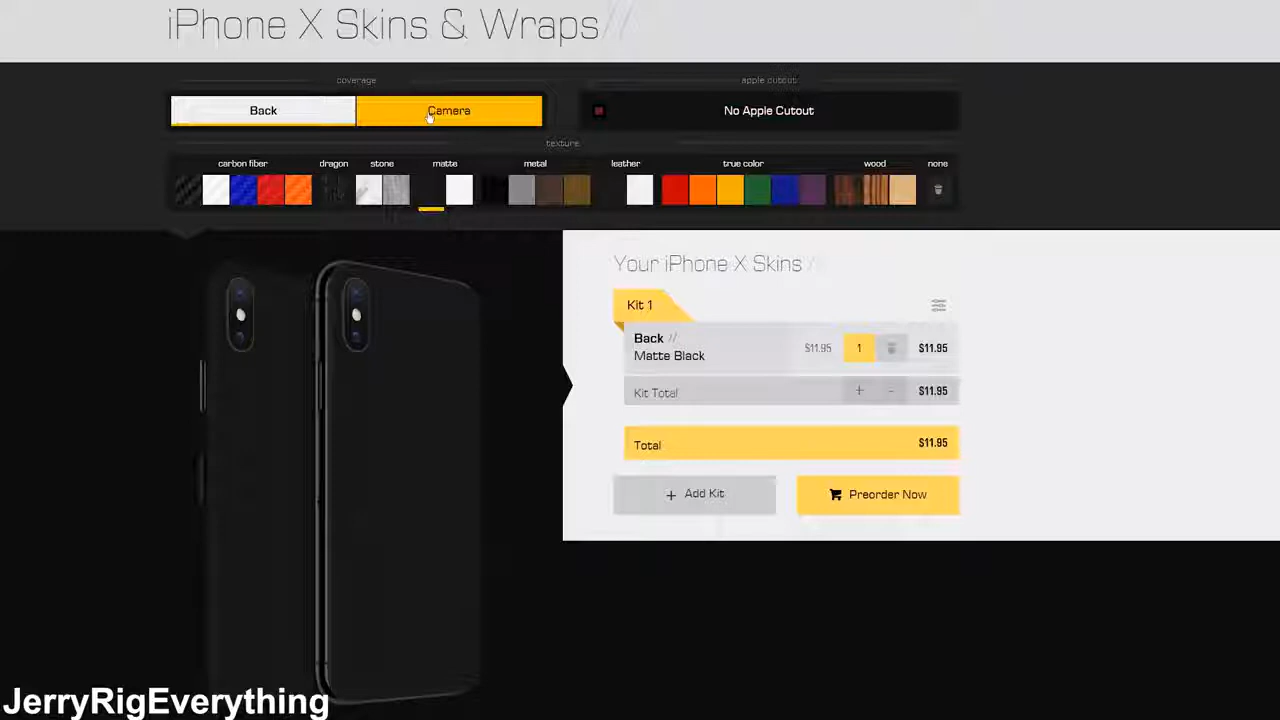 iPhone X Skins & Wraps//
coverage
apple cutout
Back
Camera
No Apple Cutout
texture
carbon fiber
dragon
stone
matte
metal
leather
true color
wood
none
Your iPhone X Skins //
Kit 1
Back //
Matte Black
$11.95
1
$11.95
Kit Total
+
-
$11.95
Total
$11.95
+ Add Kit
Preorder Now
JerryRigEverything